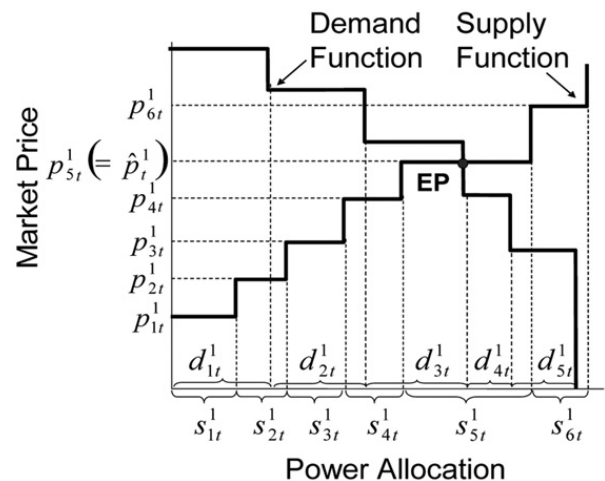 Demand Function
Supply Function
Market Price
p^1_{6t}
p^1_{5t}(= \hat{p}^1_t)
p^1_{4t}
p^1_{3t}
p^1_{2t}
p^1_{1t}
EP
d^1_{1t} d^1_{2t} d^1_{3t} d^1_{4t} d^1_{5t}
s^1_{1t} s^1_{2t} s^1_{3t} s^1_{4t} s^1_{5t} s^1_{6t}
Power Allocation